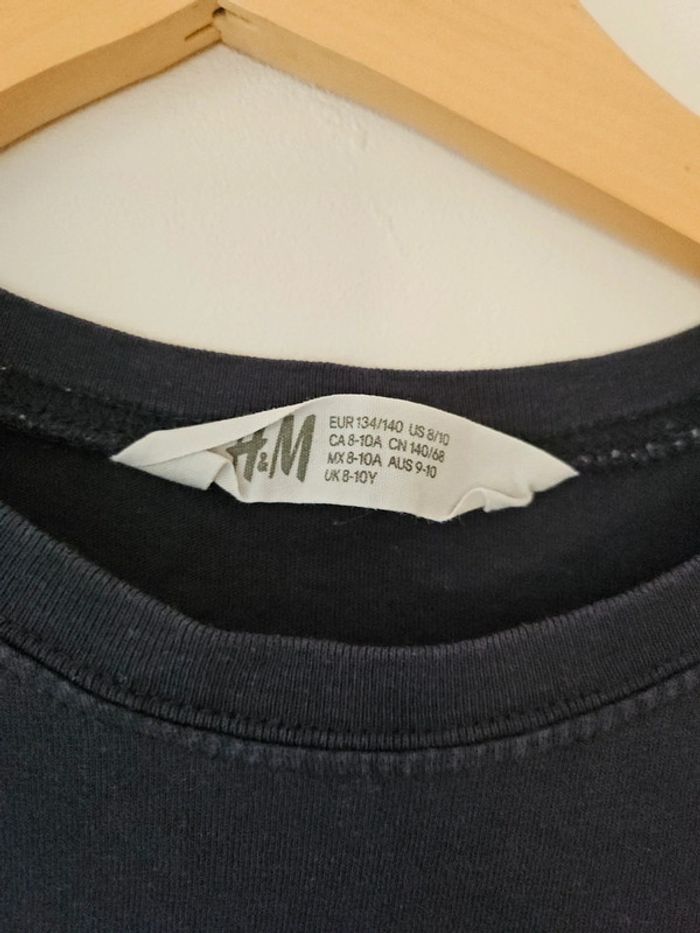 H&M
EUR 134/140 US 8/10
CA 8-10A CN 140/68
MX 8-10A AUS 9-10
UK 8-10Y